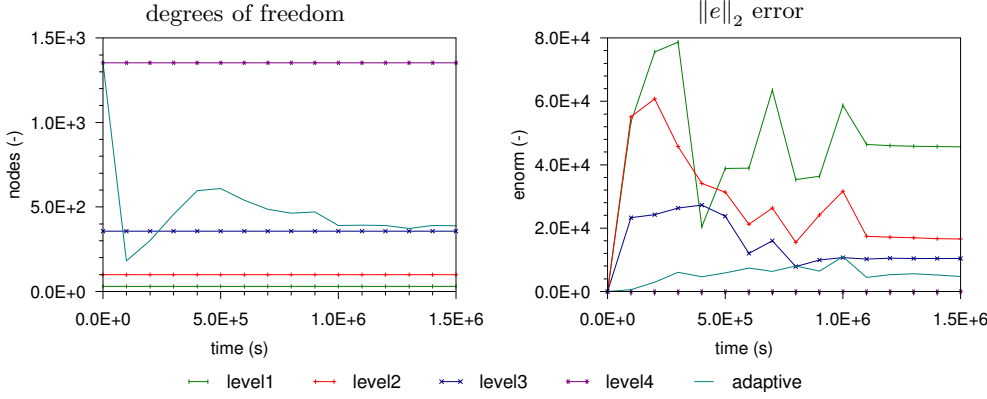 degrees of freedom
1.5E+3
1.0E+3
5.0E+2
0.0E+0
nodes (-)
0.0E+0 5.0E+5 1.0E+6 1.5E+6
time (s)
‖e‖₂ error
8.0E+4
6.0E+4
4.0E+4
2.0E+4
0.0E+0
enorm (-)
0.0E+0 5.0E+5 1.0E+6 1.5E+6
time (s)
level1 level2 level3 level4 adaptive